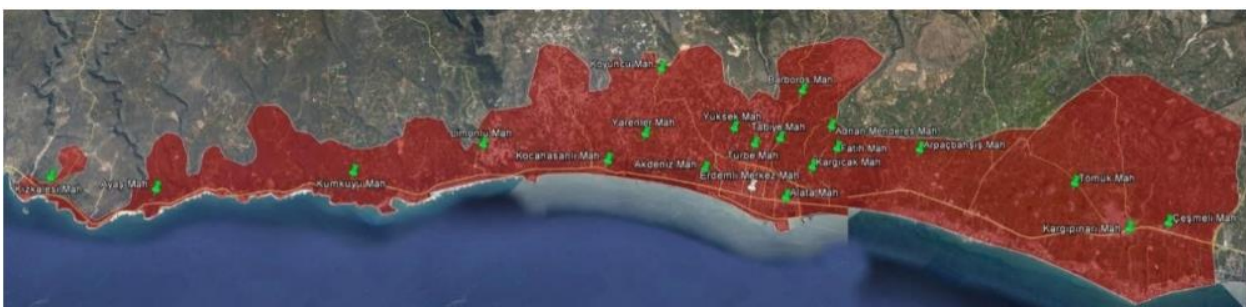 Koyuncu Mah
Barboros Mah
Yüksek Mah
Tabiye Mah
Adnan Menderes Mah
Yarenler Mah
Limonlu Mah
Türbe Mah
Fatih Mah
Arpaçbahşiş Mah
Kocahasanlı Mah
Akdeniz Mah
Kargıcak Mah
Erdemli Merkez Mah
Kızkalesi Mah
Ayaş Mah
Kumkuyu Mah
Tömük Mah
Alata Mah
Çeşmeli Mah
Kargıpınarı Mah